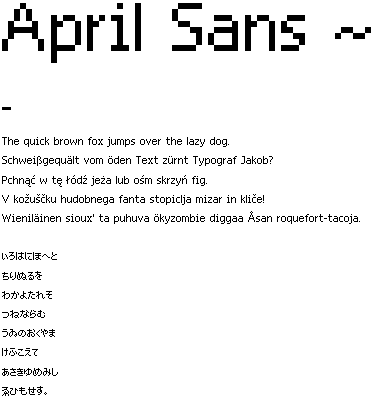 April Sans ~
-
The quick brown fox jumps over the lazy dog.
Schweißgequält vom öden Text zürnt Typograf Jakob?
Pchnąć w tę łódź jeża lub ośm skrzyń fig.
V kožuščku hudobnega fanta stopiclja mizar in kliče!
Wieniläinen sioux' ta puhuva ökyzombie diggaa Åsan roquefort-tacoja.
いろはにほへと
ちりぬるを
わかよたれそ
つねならむ
うゐのおくやま
けふこえて
あさきゆめみし
ゑひもせす。